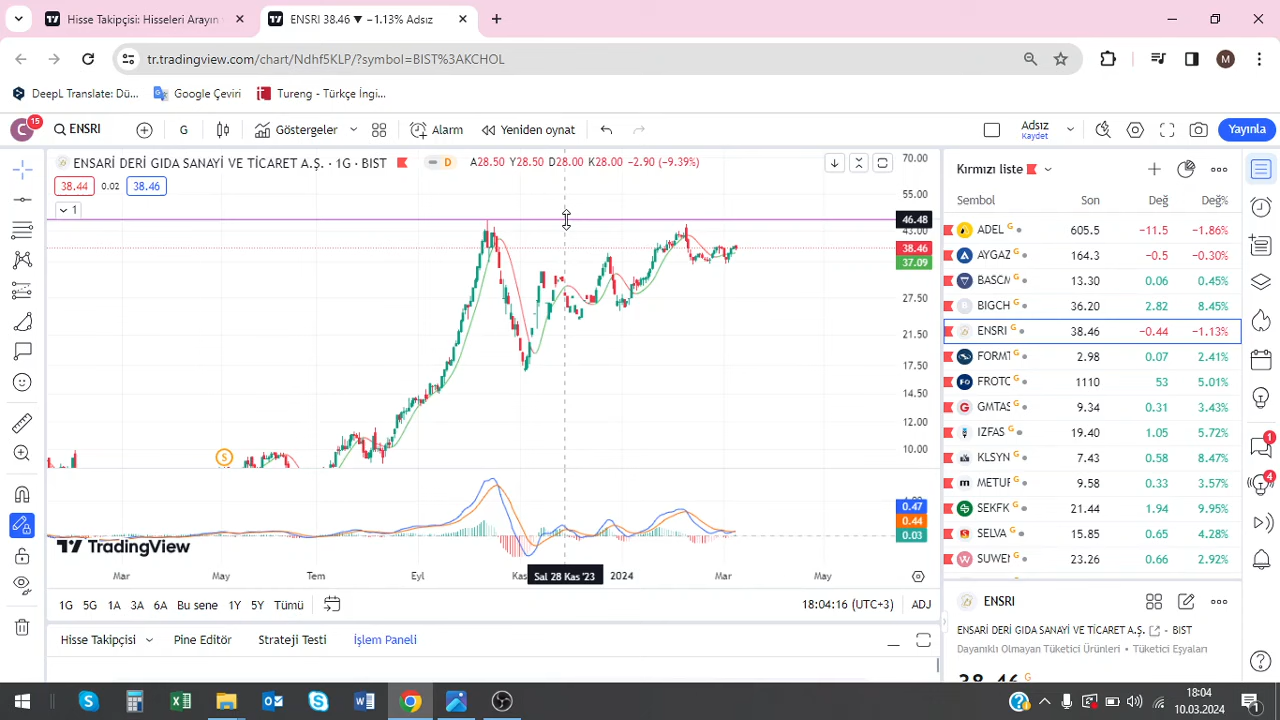 Hisse Takipçisi: Hisseleri Arayın
ENSRI 38.46 ▼ −1.13% Adsız
tr.tradingview.com/chart/Ndhf5KLP/?symbol=BIST%3AKCHOL
M
DeepL Translate: Dü...
Google Çeviri
Tureng - Türkçe İngi...
C
15
ENSRI
G
Göstergeler
Alarm
Yeniden oynat
Adsız
Kaydet
Yayınla
ENSARİ DERİ GIDA SANAYİ VE TİCARET A.Ş. · 1G · BIST
D
A28.50 Y28.50 D28.00 K28.00 −2.90 (−9.39%)
38.44
0.02
38.46
1
70.00
55.00
46.48
43.00
38.46
37.09
27.50
21.50
17.50
14.50
12.00
10.00
S
0.47
0.44
0.03
TradingView
Mar
May
Tem
Eyl
Kas
Sal 28 Kas '23
2024
Mar
May
1G 5G 1A 3A 6A Bu sene 1Y 5Y Tümü
18:04:16 (UTC+3)
ADJ
Hisse Takipçisi
Pine Editör
Strateji Testi
İşlem Paneli
Kırmızı liste
Sembol Son Değ Değ%
ADEL G 605.5 −11.5 −1.86%
AYGAZ G 164.3 −0.5 −0.30%
BASCM G 13.30 0.06 0.45%
BIGCH G 36.20 2.82 8.45%
ENSRI G 38.46 −0.44 −1.13%
FORMT G 2.98 0.07 2.41%
FROTO G 1110 53 5.01%
GMTAS G 9.34 0.31 3.43%
IZFAS G 19.40 1.05 5.72%
KLSYN G 7.43 0.58 8.47%
METUR G 9.58 0.33 3.57%
SEKFK G 21.44 1.94 9.95%
SELVA G 15.85 0.65 4.28%
SUWEN G 23.26 0.66 2.92%
ENSRI
ENSARİ DERİ GIDA SANAYİ VE TİCARET A.Ş. • BIST
Dayanıklı Olmayan Tüketici Ürünleri • Tüketici Eşyaları
38.46 G
1
4
18:04
10.03.2024
1